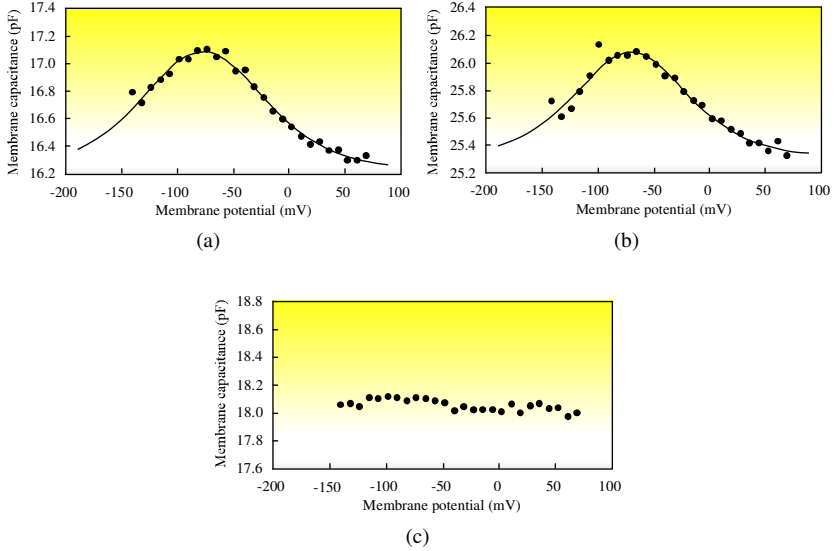 Membrane capacitance (pF)
17.4
17.2
17.0
16.8
16.6
16.4
16.2
-200 -150 -100 -50 0 50 100
Membrane potential (mV)
(a)
Membrane capacitance (pF)
26.4
26.2
26.0
25.8
25.6
25.4
25.2
-200 -150 -100 -50 0 50 100
Membrane potential (mV)
(b)
Membrane capacitance (pF)
18.8
18.6
18.4
18.2
18.0
17.8
17.6
-200 -150 -100 -50 0 50 100
Membrane potential (mV)
(c)